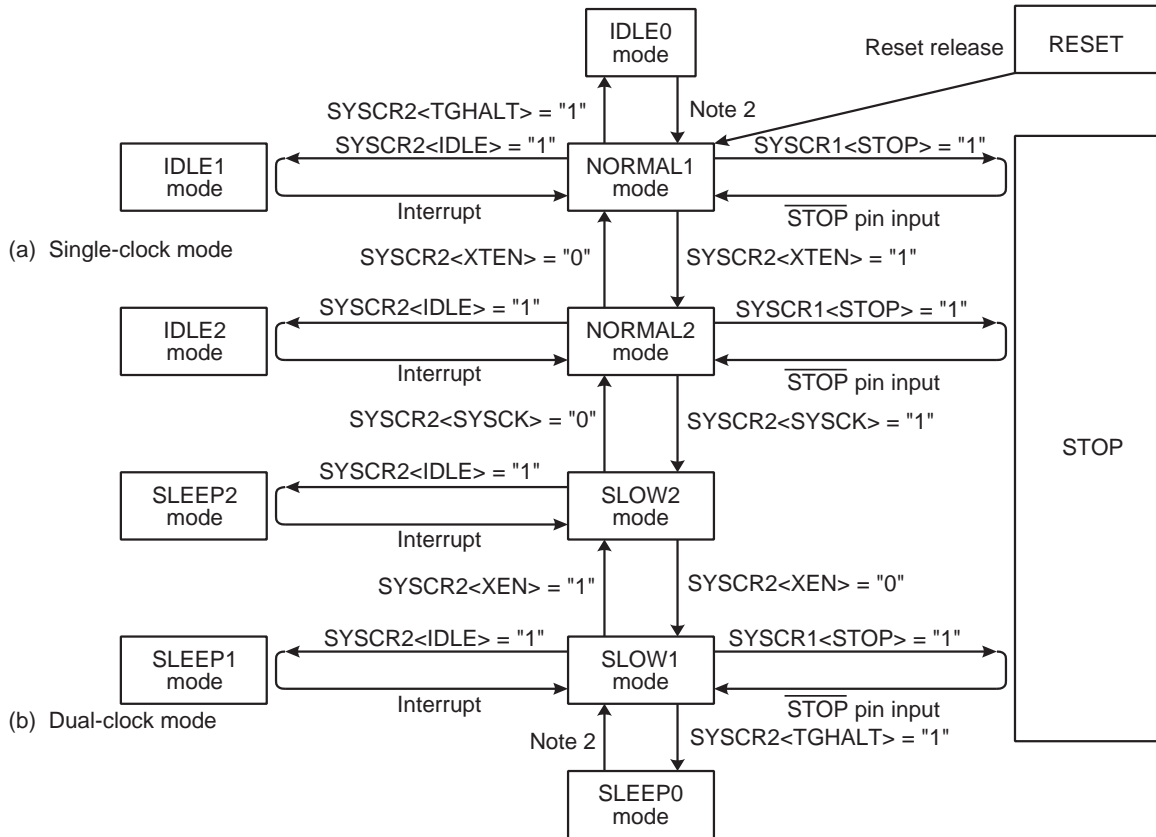 IDLE0
mode
Reset release
RESET
SYSCR2<TGHALT> = "1"
Note 2
IDLE1
mode
SYSCR2<IDLE> = "1"
Interrupt
NORMAL1
mode
SYSCR1<STOP> = "1"
STOP pin input
(a) Single-clock mode
SYSCR2<XTEN> = "0"
SYSCR2<XTEN> = "1"
IDLE2
mode
SYSCR2<IDLE> = "1"
Interrupt
NORMAL2
mode
SYSCR1<STOP> = "1"
STOP pin input
SYSCR2<SYSCK> = "0"
SYSCR2<SYSCK> = "1"
STOP
SLEEP2
mode
SYSCR2<IDLE> = "1"
Interrupt
SLOW2
mode
SYSCR2<XEN> = "1"
SYSCR2<XEN> = "0"
SLEEP1
mode
SYSCR2<IDLE> = "1"
Interrupt
SLOW1
mode
SYSCR1<STOP> = "1"
STOP pin input
(b) Dual-clock mode
Note 2
SYSCR2<TGHALT> = "1"
SLEEP0
mode